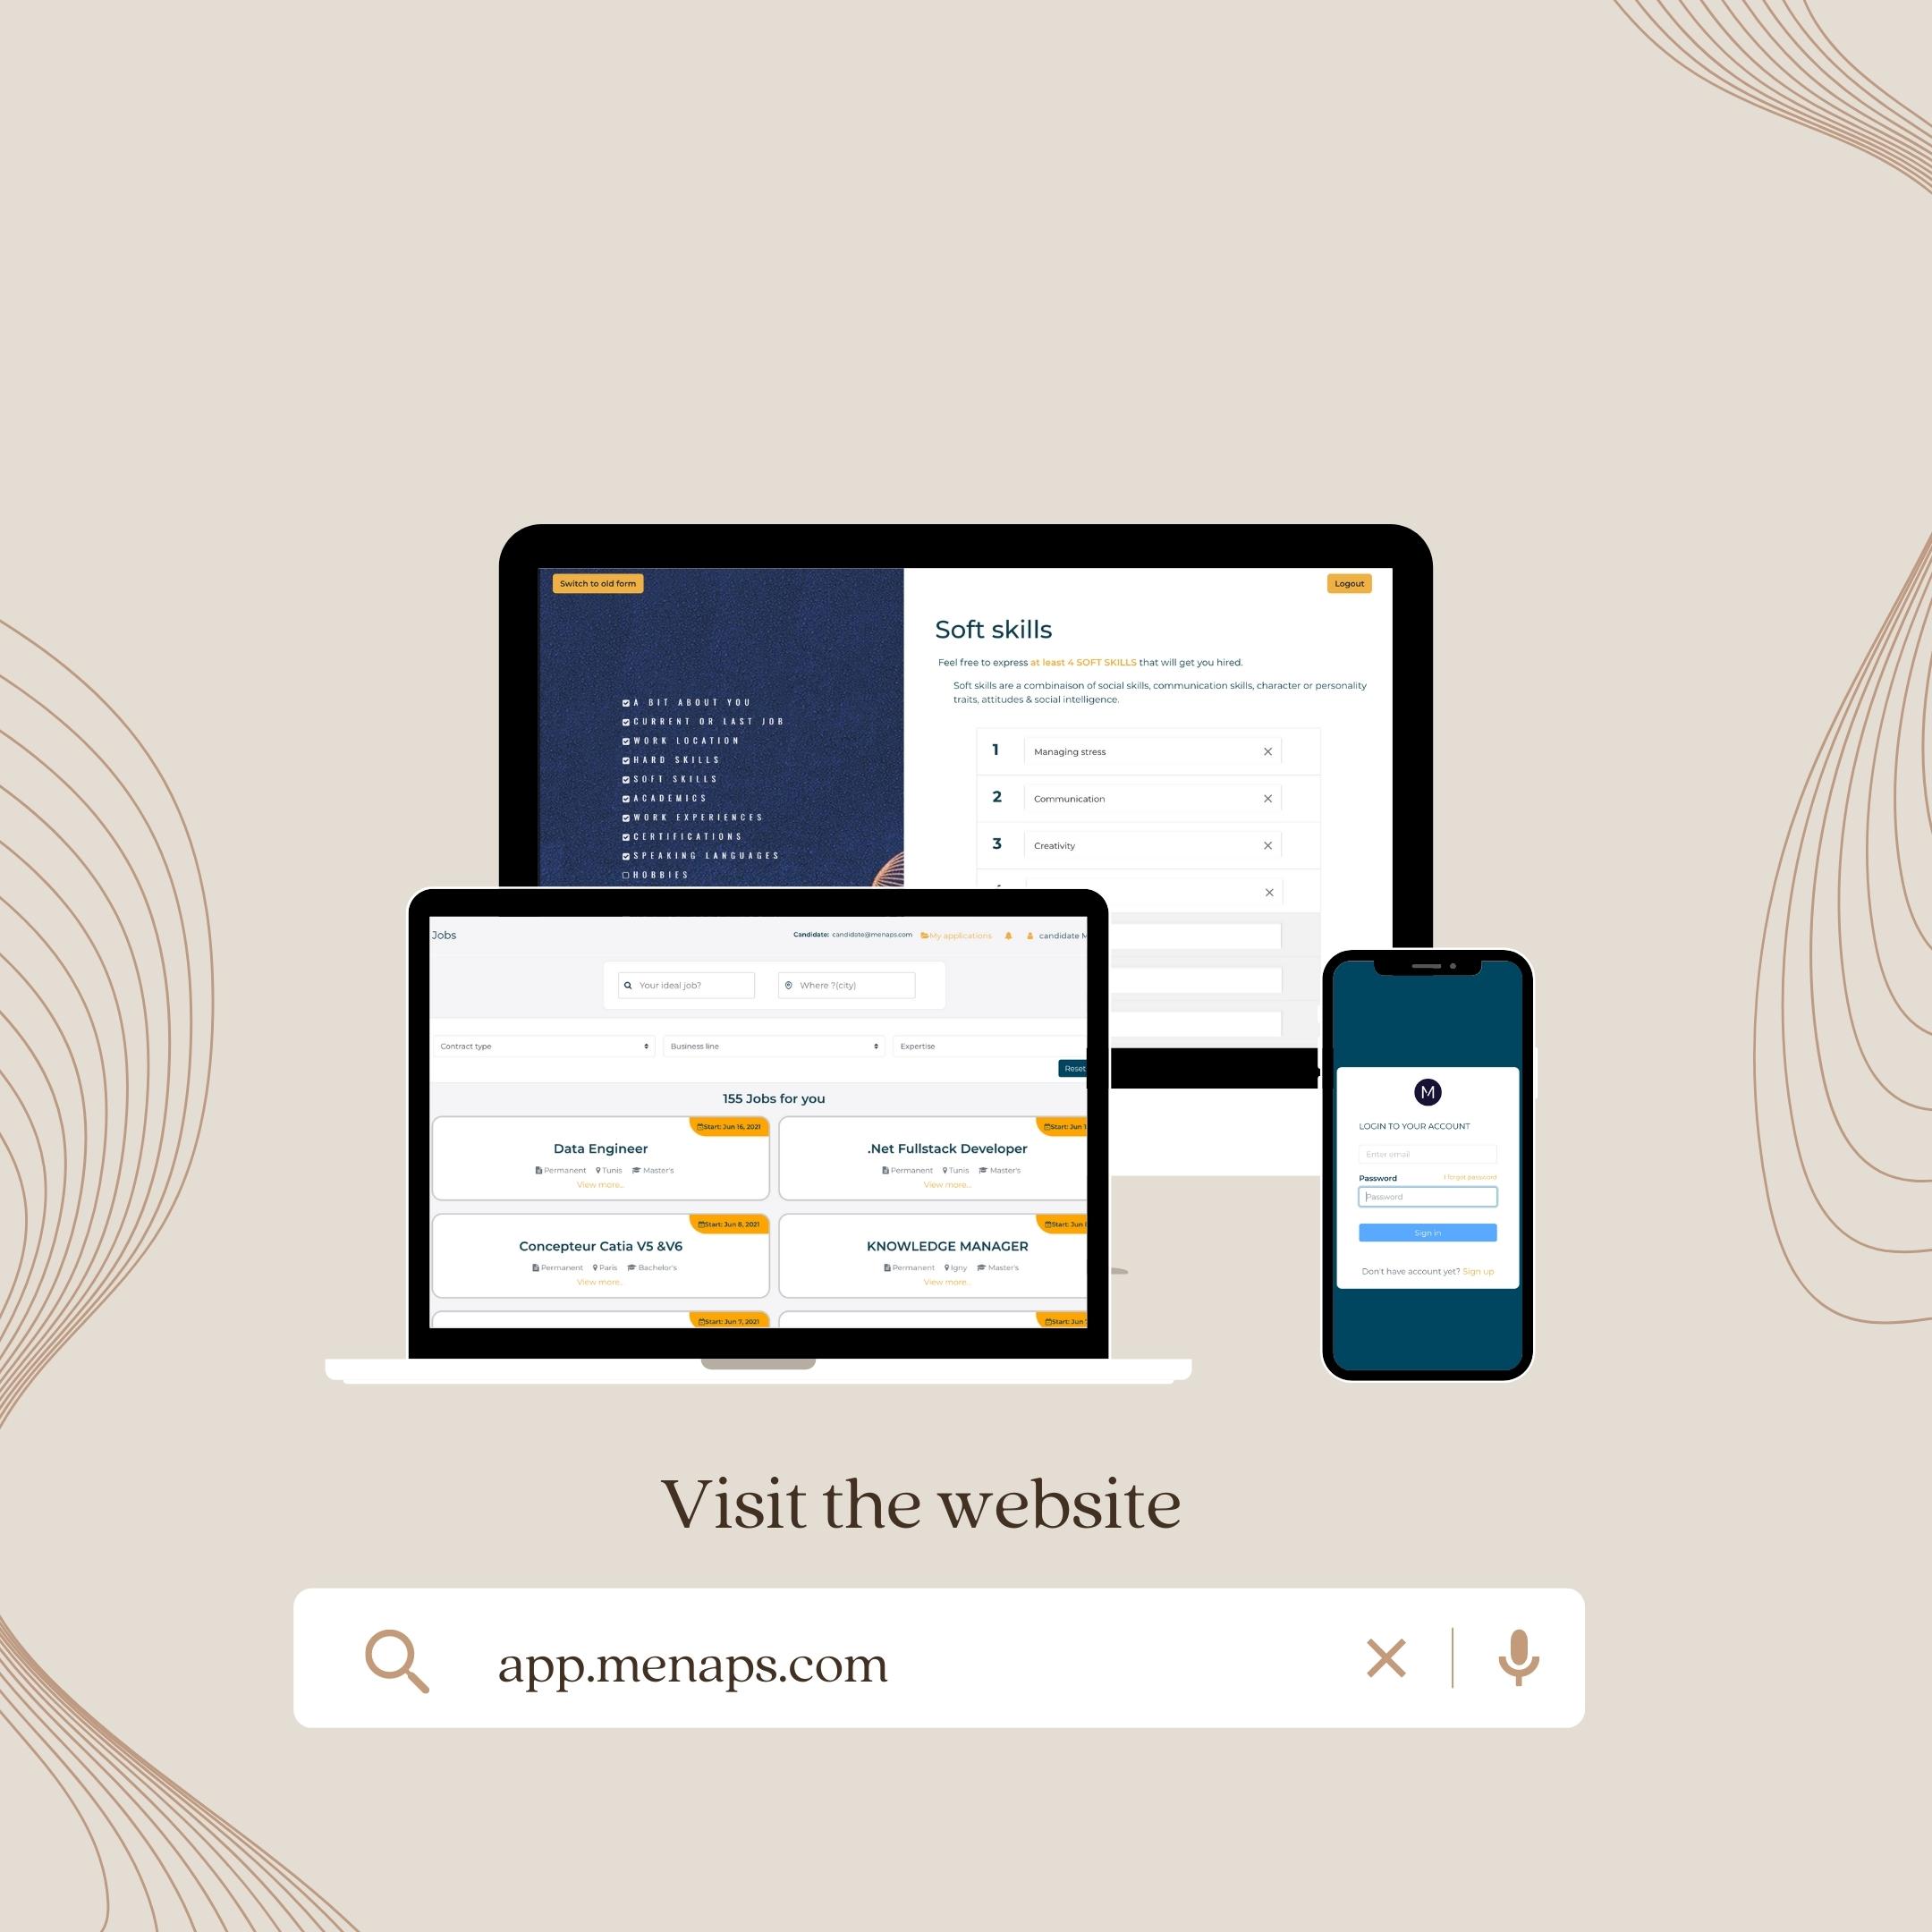 Switch to old form
Logout
Soft skills
Feel free to express at least 4 SOFT SKILLS that will get you hired.
Soft skills are a combinaison of social skills, communication skills, character or personality
traits, attitudes & social intelligence.
A BIT ABOUT YOU
CURRENT OR LAST JOB
WORK LOCATION
HARD SKILLS
SOFT SKILLS
ACADEMICS
WORK EXPERIENCES
CERTIFICATIONS
SPEAKING LANGUAGES
HOBBIES
1 Managing stress
2 Communication
3 Creativity
Jobs
Candidate: candidate@menaps.com My applications candidate M
Your ideal job? Where ?(city)
Contract type Business line Expertise
Reset
155 Jobs for you
Start: Jun 16, 2021
Data Engineer
Permanent Tunis Master's
View more...
Start: Jun 1
.Net Fullstack Developer
Permanent Tunis Master's
View more...
Start: Jun 8, 2021
Concepteur Catia V5 &V6
Permanent Paris Bachelor's
View more...
Start: Jun
KNOWLEDGE MANAGER
Permanent Igny Master's
View more...
Start: Jun 7, 2021
Start: Jun
M
LOGIN TO YOUR ACCOUNT
Enter email
Password I forgot password
Password
Sign in
Don't have account yet? Sign up
Visit the website
app.menaps.com